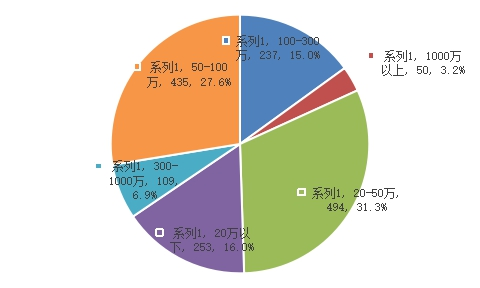 系列1, 100-300
万, 237, 15.0%
系列1, 1000万
以上, 50, 3.2%
系列1, 20-50万,
494, 31.3%
系列1, 20万以
下, 253, 16.0%
系列1, 300-
1000万, 109,
6.9%
系列1, 50-100
万, 435, 27.6%